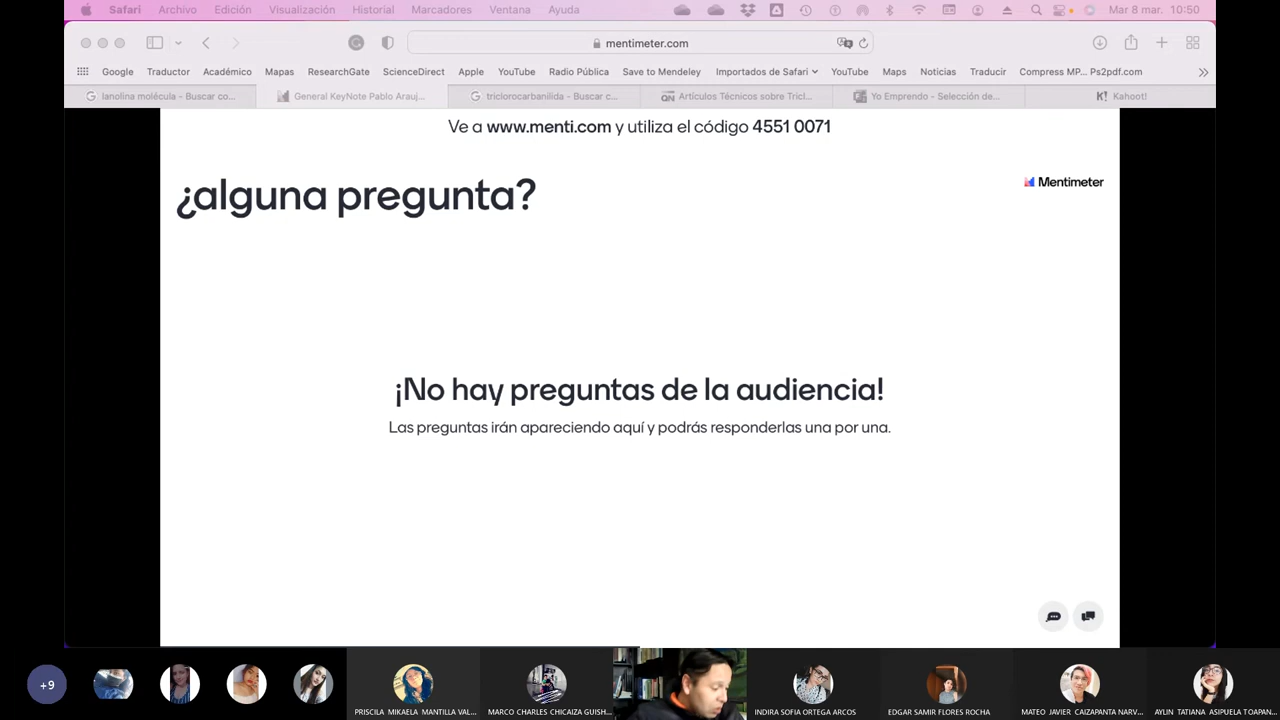 Safari Archivo Edición Visualización Historial Marcadores Ventana Ayuda Mar 8 mar. 10:50
mentimeter.com
Google Traductor Académico Mapas ResearchGate ScienceDirect Apple YouTube Radio Pública Save to Mendeley Importados de Safari YouTube Maps Noticias Traducir Compress MP... Ps2pdf.com
lanolina molécula - Buscar co... General KeyNote Pablo Arauj... triclorocarbanilida - Buscar c... Artículos Técnicos sobre Tricl... Yo Emprendo - Selección de... K! Kahoot!
Ve a www.menti.com y utiliza el código 4551 0071
¿alguna pregunta?
Mentimeter
¡No hay preguntas de la audiencia!
Las preguntas irán apareciendo aquí y podrás responderlas una por una.
+9
PRISCILA MIKAELA MANTILLA VAL... MARCO CHARLES CHICAIZA GUISH... INDIRA SOFIA ORTEGA ARCOS EDGAR SAMIR FLORES ROCHA MATEO JAVIER CAIZAPANTA NARV... AYLIN TATIANA ASIPUELA TOAPAN...